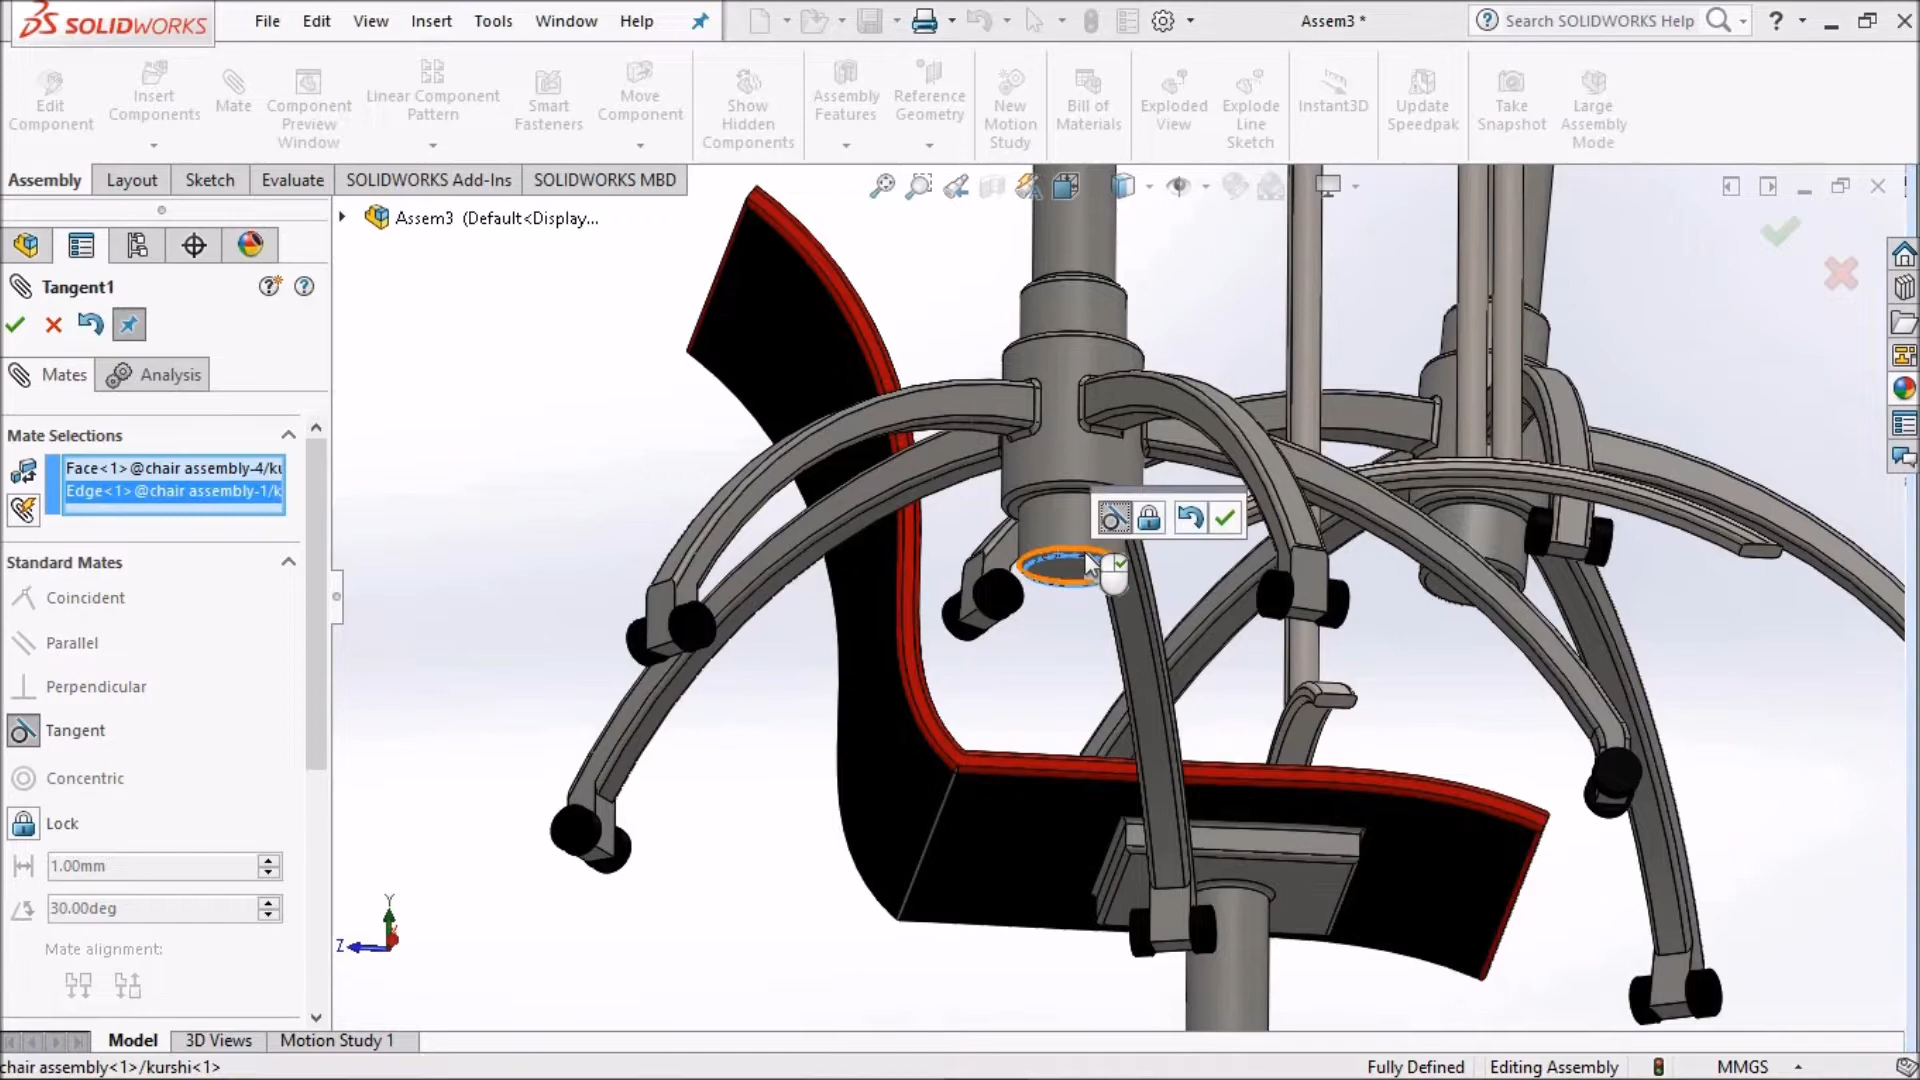 SOLIDWORKS File Edit View Insert Tools Window Help Assem3 * Search SOLIDWORKS Help ?
Edit Component
Insert Components
Mate
Component Preview Window
Linear Component Pattern
Smart Fasteners
Move Component
Show Hidden Components
Assembly Features
Reference Geometry
New Motion Study
Bill of Materials
Exploded View
Explode Line Sketch
Instant3D
Update Speedpak
Take Snapshot
Large Assembly Mode
Assembly Layout Sketch Evaluate SOLIDWORKS Add-Ins SOLIDWORKS MBD
Assem3 (Default<Display...
Tangent1
Mates Analysis
Mate Selections
Face<1>@chair assembly-4/ku
Edge<1>@chair assembly-1/k
Standard Mates
Coincident
Parallel
Perpendicular
Tangent
Concentric
Lock
1.00mm
30.00deg
Mate alignment:
Y
Z
Model 3D Views Motion Study 1
chair assembly<1>/kurshi<1> Fully Defined Editing Assembly MMGS